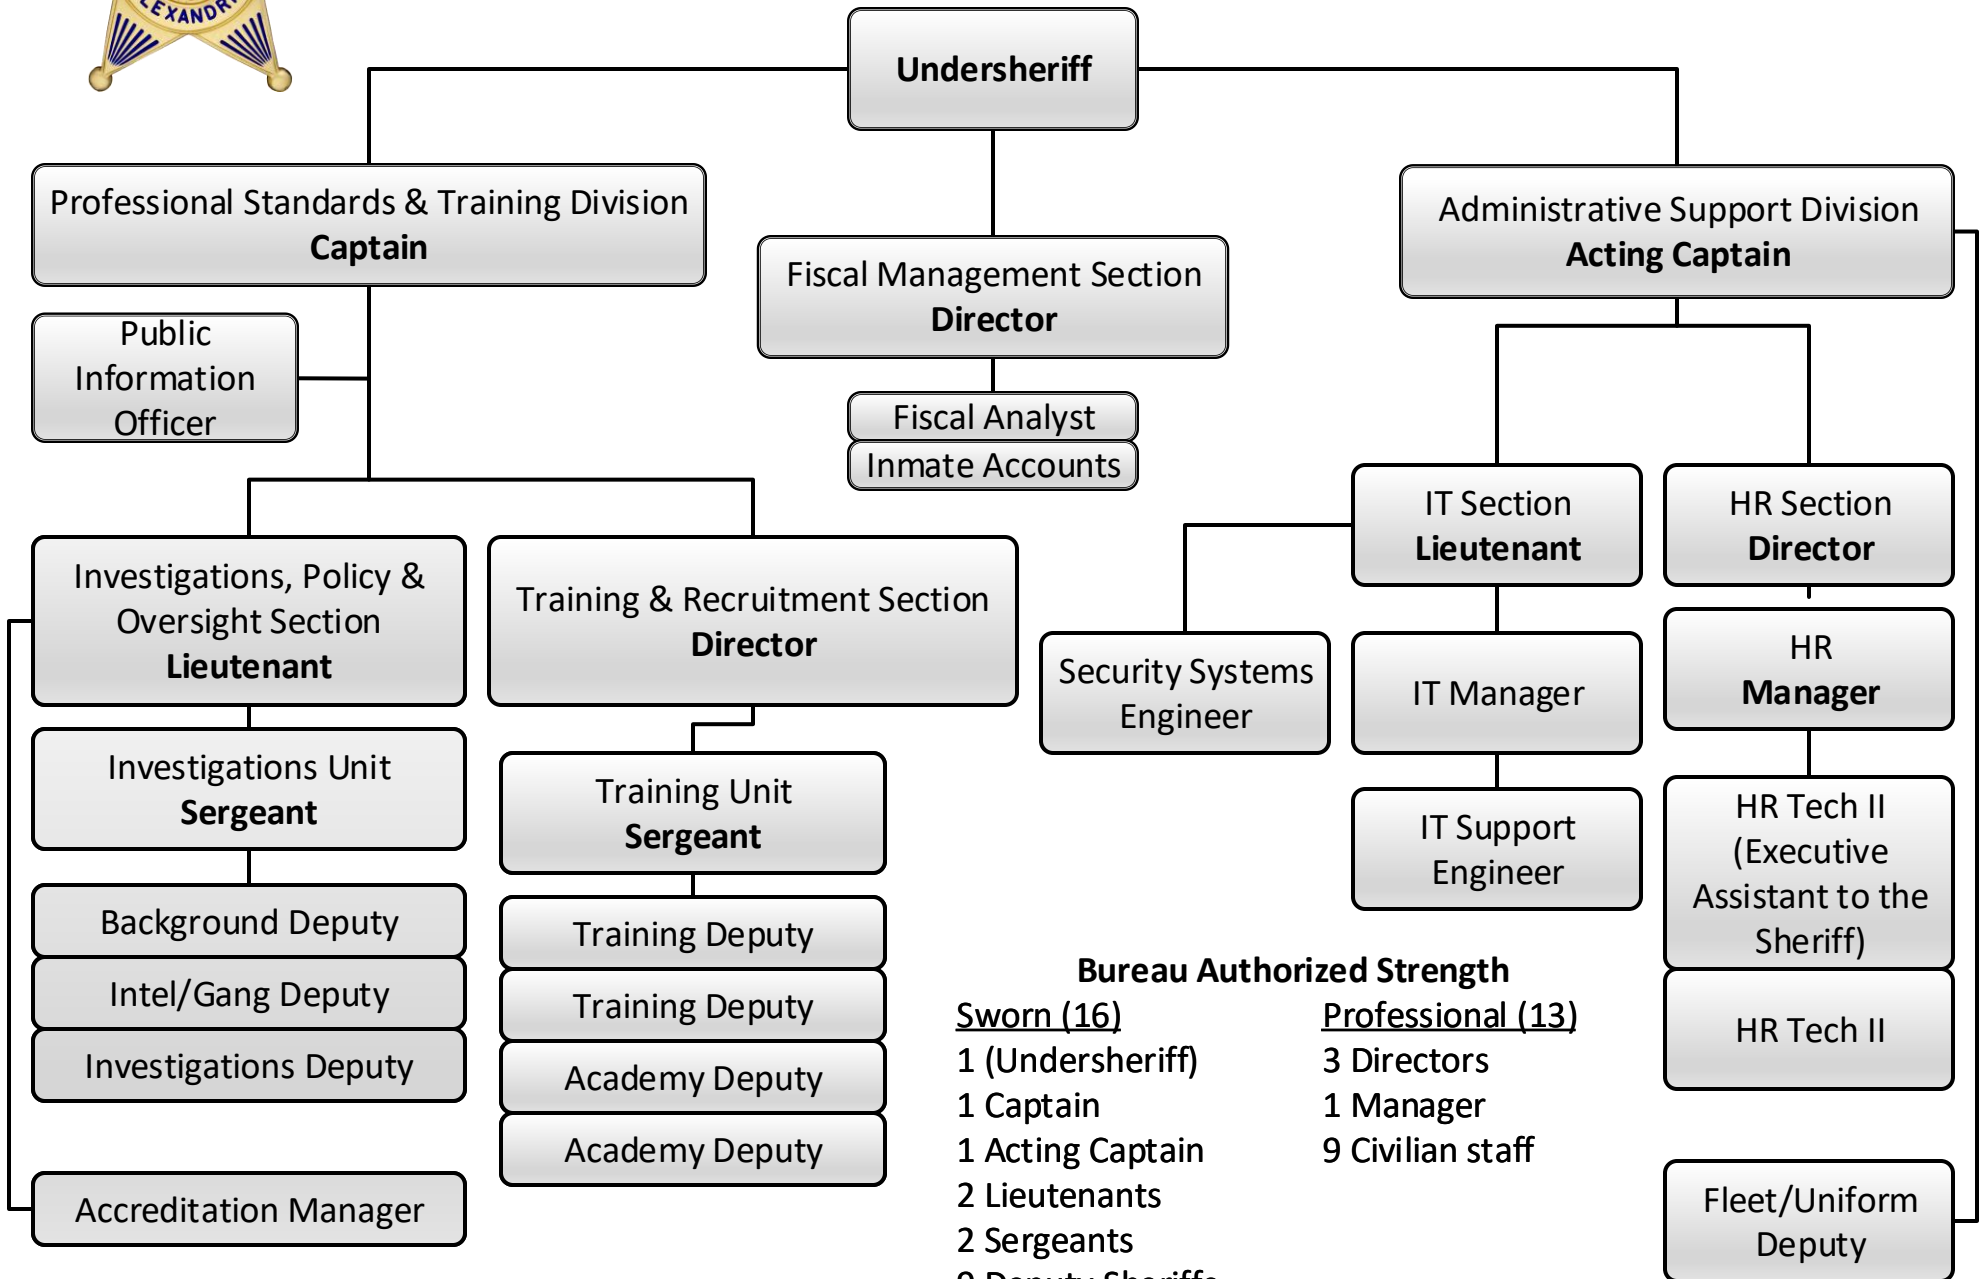 EXANDRI
Undersheriff
Professional Standards & Training Division
Captain
Public
Information
Officer
Fiscal Management Section
Director
Fiscal Analyst
Inmate Accounts
Administrative Support Division
Acting Captain
Investigations, Policy &
Oversight Section
Lieutenant
Investigations Unit
Sergeant
Background Deputy
Intel/Gang Deputy
Investigations Deputy
Accreditation Manager
Training & Recruitment Section
Director
Training Unit
Sergeant
Training Deputy
Training Deputy
Academy Deputy
Academy Deputy
IT Section
Lieutenant
Security Systems
Engineer
IT Manager
IT Support
Engineer
HR Section
Director
HR
Manager
HR Tech II
(Executive
Assistant to the
Sheriff)
HR Tech II
Fleet/Uniform
Deputy
Bureau Authorized Strength
Sworn (16)
1 (Undersheriff)
1 Captain
1 Acting Captain
2 Lieutenants
2 Sergeants
9 Deputy Sheriffs
Professional (13)
3 Directors
1 Manager
9 Civilian staff